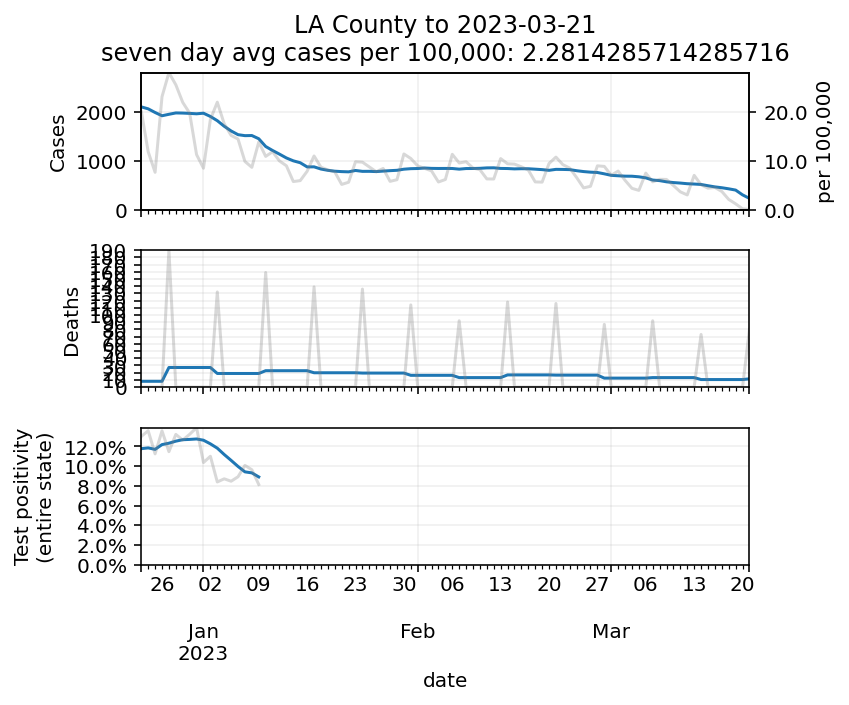 LA County to 2023-03-21
seven day avg cases per 100,000: 2.2814285714285716
Cases
2000
1000
0
20.0
10.0
0.0
per 100,000
Deaths
190
0
Test positivity
(entire state)
12.0%
10.0%
8.0%
6.0%
4.0%
2.0%
0.0%
26 02 09 16 23 30 06 13 20 27 06 13 20
Jan Feb Mar
2023
date